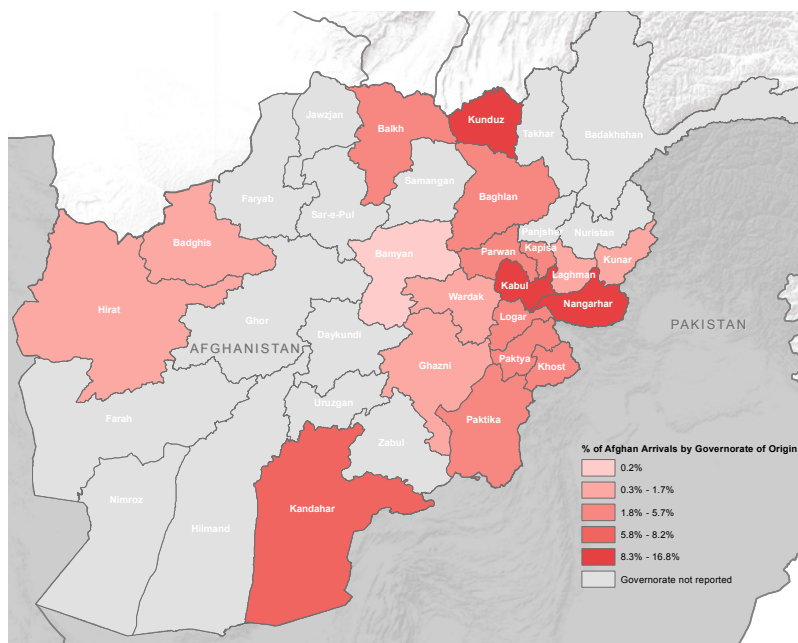 Jawzjan
Balkh
Kunduz
Takhar
Badakhshan
Samangan
Faryab
Baghlan
Sar-e-Pul
Panjsher
Nuristan
Badghis
Bamyan
Parwan
Kapisa
Kunar
Laghman
Kabul
Hirat
Wardak
Nangarhar
Logar
Ghor
PAKISTAN
Daykundi
AFGHANISTAN
Paktya
Ghazni
Khost
Uruzgan
Farah
Paktika
Zabul
% of Afghan Arrivals by Governorate of Origin
0.2%
0.3% - 1.7%
1.8% - 5.7%
5.8% - 8.2%
8.3% - 16.8%
Governorate not reported
Nimroz
Kandahar
Hilmand